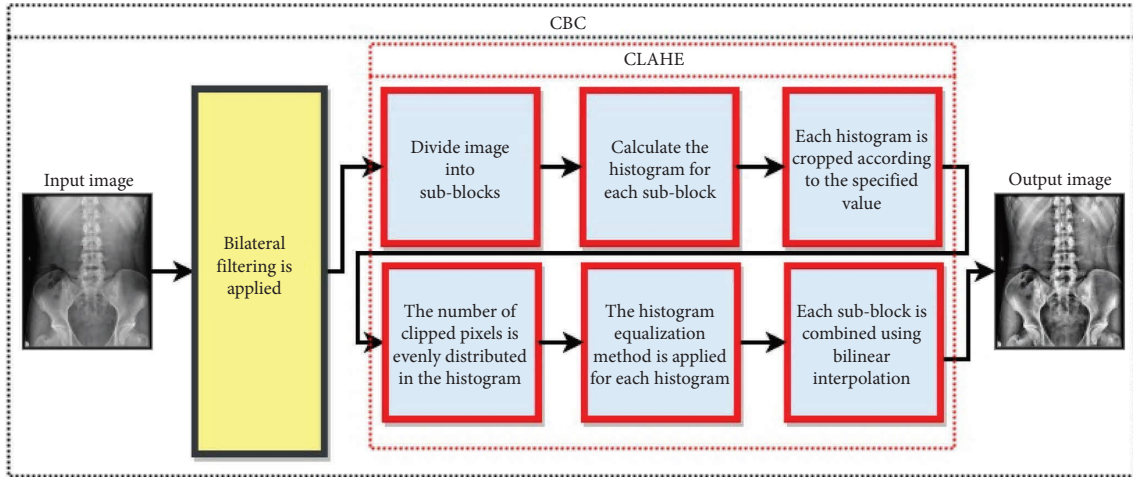 CBC
CLAHE
Input image
Bilateral
filtering is
applied
Divide image
into
sub-blocks
Calculate the
histogram for
each sub-block
Each histogram is
cropped according
to the specified
value
The number of
clipped pixels is
evenly distributed
in the histogram
The histogram
equalization
method is applied
for each histogram
Each sub-block is
combined using
bilinear
interpolation
Output image